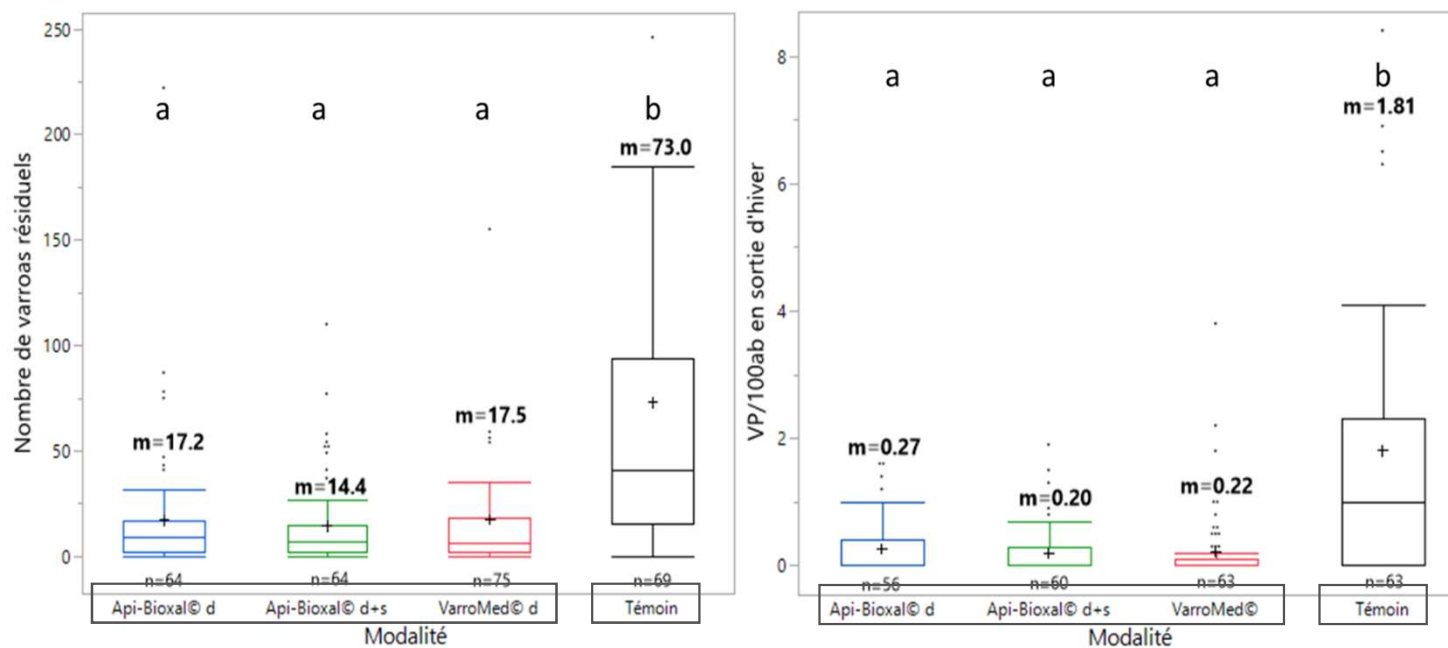 Nombre de varroas résiduels
250
200
150
100
50
0
a
a
a
b
m=17.2
m=14.4
m=17.5
m=73.0
n=64
n=64
n=75
n=69
Api-Bioxal© d
Api-Bioxal© d+s
VarroMed© d
Témoin
Modalité
VP/100ab en sortie d'hiver
8
6
4
2
0
a
a
a
b
m=0.27
m=0.20
m=0.22
m=1.81
n=56
n=60
n=63
n=63
Api-Bioxal© d
Api-Bioxal© d+s
VarroMed©
Témoin
Modalité